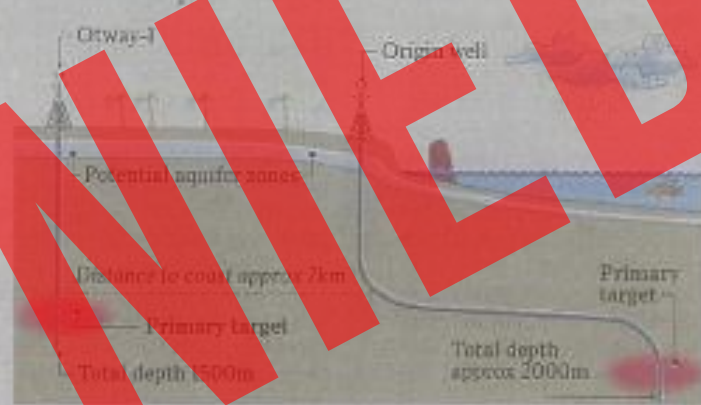 Otway-1
Origin well
Potential aquifer zones
Distance to coast approx 7km
Primary
target
Primary target
Total depth
approx 2000m
Total depth 1500m
NIED